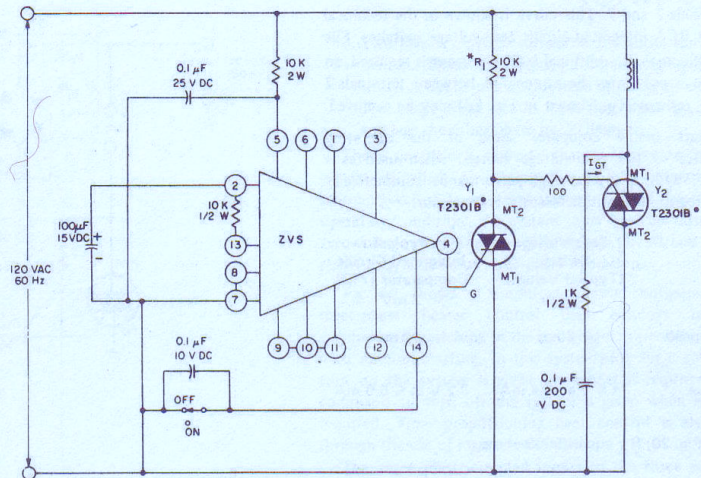 120 VAC
60 Hz
0.1 µF
25 V DC
10 K
2 W
*R1
10 K
2 W
5
6
1
3
100µF
15VDC
+
-
2
10 K
1/2 W
13
8
7
ZVS
4
9
10
11
12
14
0.1 µF
10 V DC
OFF
ON
Y1
T2301B
MT2
MT1
G
100
IGT
MT1
Y2
T2301B
MT2
1K
1/2 W
0.1 µF
200
V DC